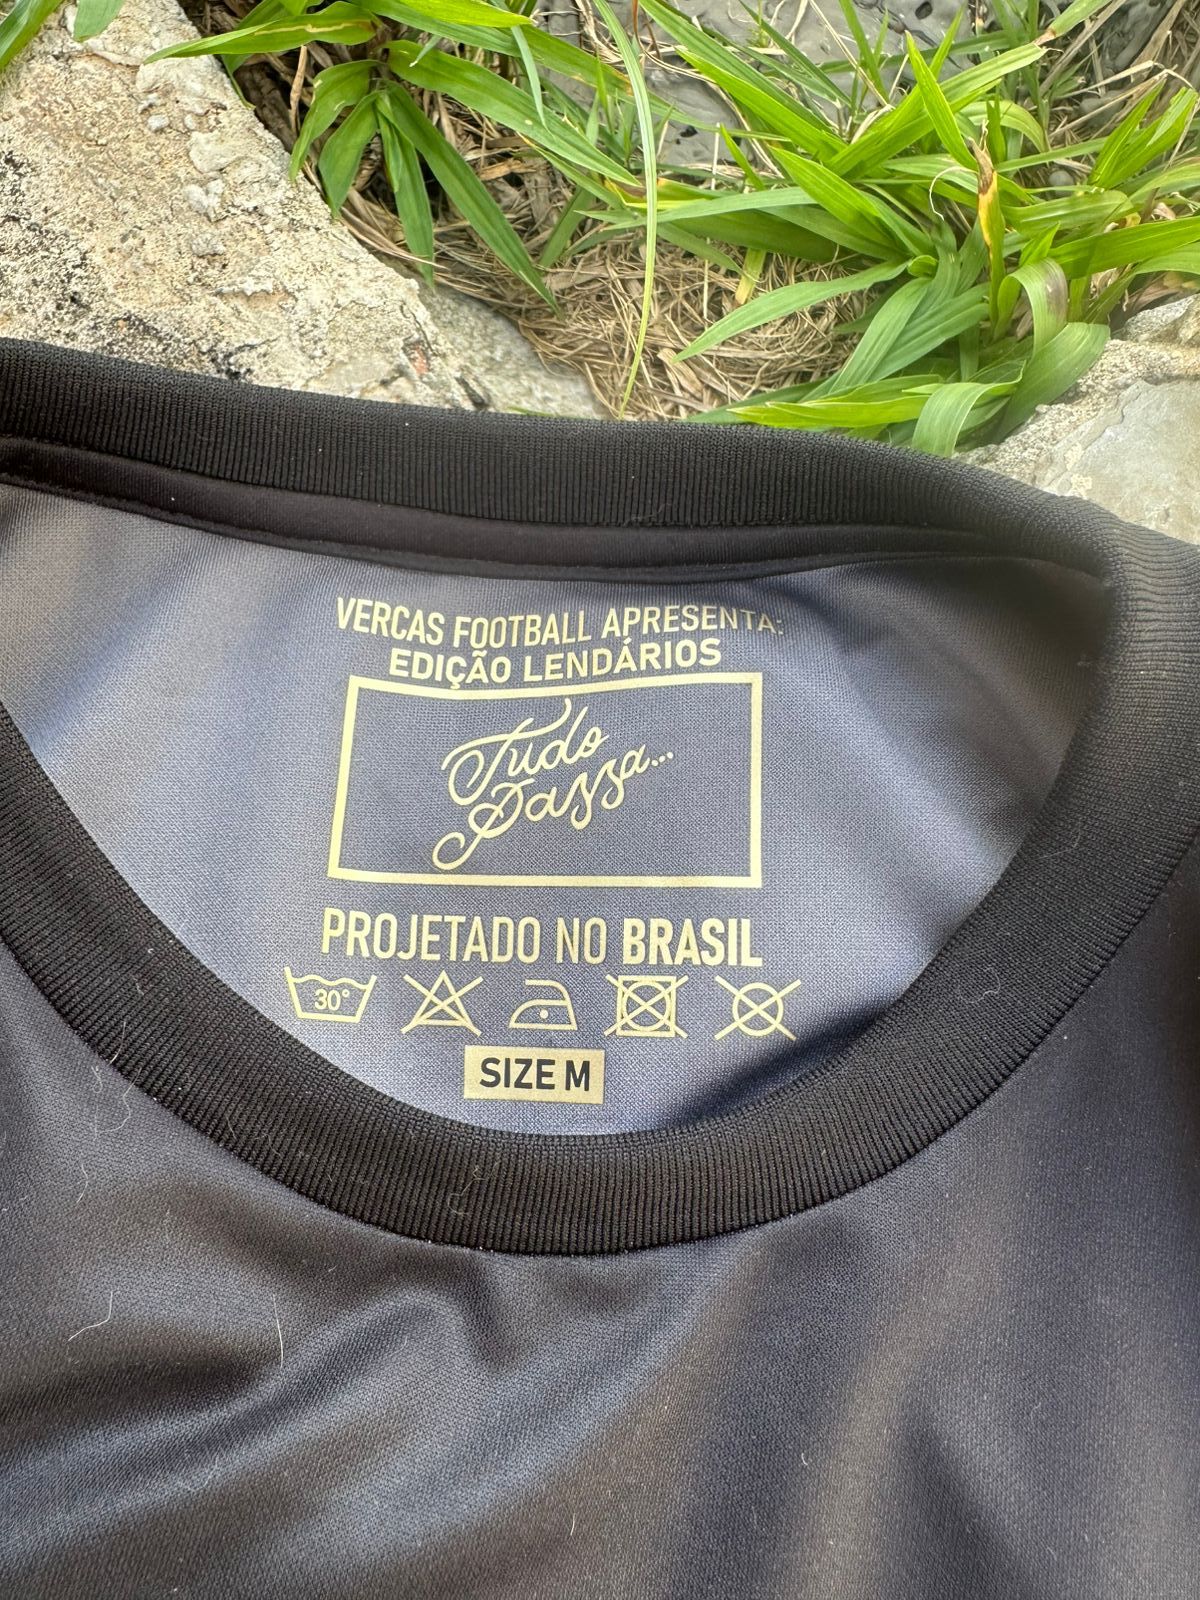 VERCAS FOOTBALL APRESENTA:
EDIÇÃO LENDÁRIOS
Tudo
Passa...
PROJETADO NO BRASIL
30°
SIZE M